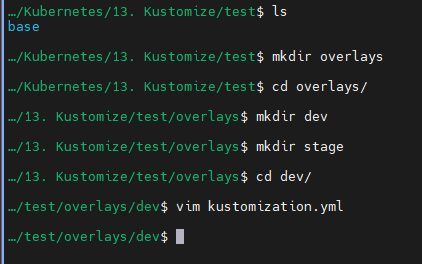 …/Kubernetes/13. Kustomize/test$ ls
base
…/Kubernetes/13. Kustomize/test$ mkdir overlays
…/Kubernetes/13. Kustomize/test$ cd overlays/
…/13. Kustomize/test/overlays$ mkdir dev
…/13. Kustomize/test/overlays$ mkdir stage
…/13. Kustomize/test/overlays$ cd dev/
…/test/overlays/dev$ vim kustomization.yml
…/test/overlays/dev$